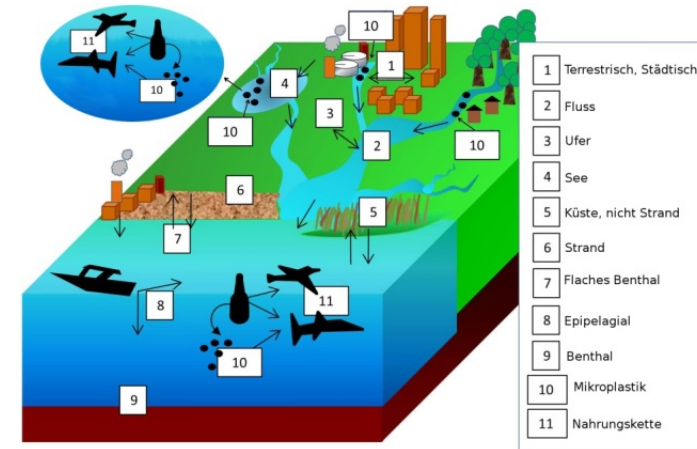 10
11
1
4
10
3
10
2
10
6
5
7
11
8
10
9
1 Terrestrisch, Städtisch
2 Fluss
3 Ufer
4 See
5 Küste, nicht Strand
6 Strand
7 Flaches Benthal
8 Epipelagial
9 Benthal
10 Mikroplastik
11 Nahrungskette